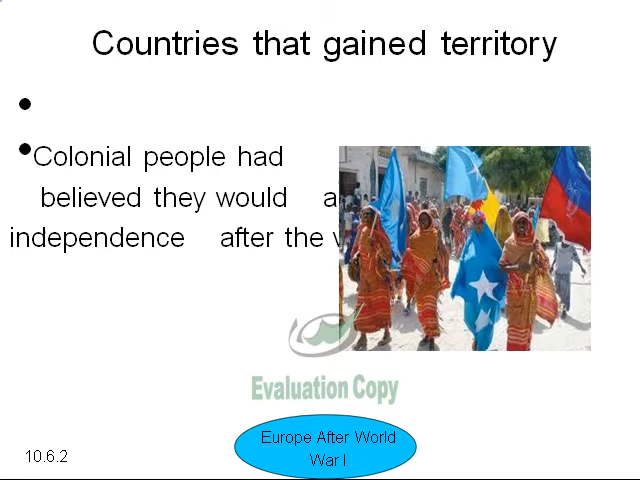 Countries that gained territory
•
•Colonial people had
believed they would a
independence after the
Evaluation Copy
Europe After World
War I
10.6.2